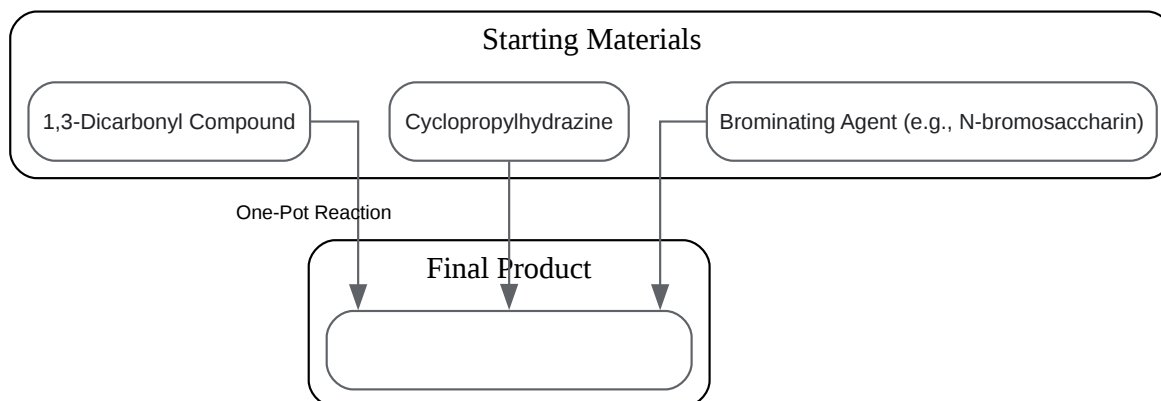 Starting Materials
1,3-Dicarbonyl Compound
Cyclopropylhydrazine
Brominating Agent (e.g., N-bromosaccharin)
One-Pot Reaction
Final Product